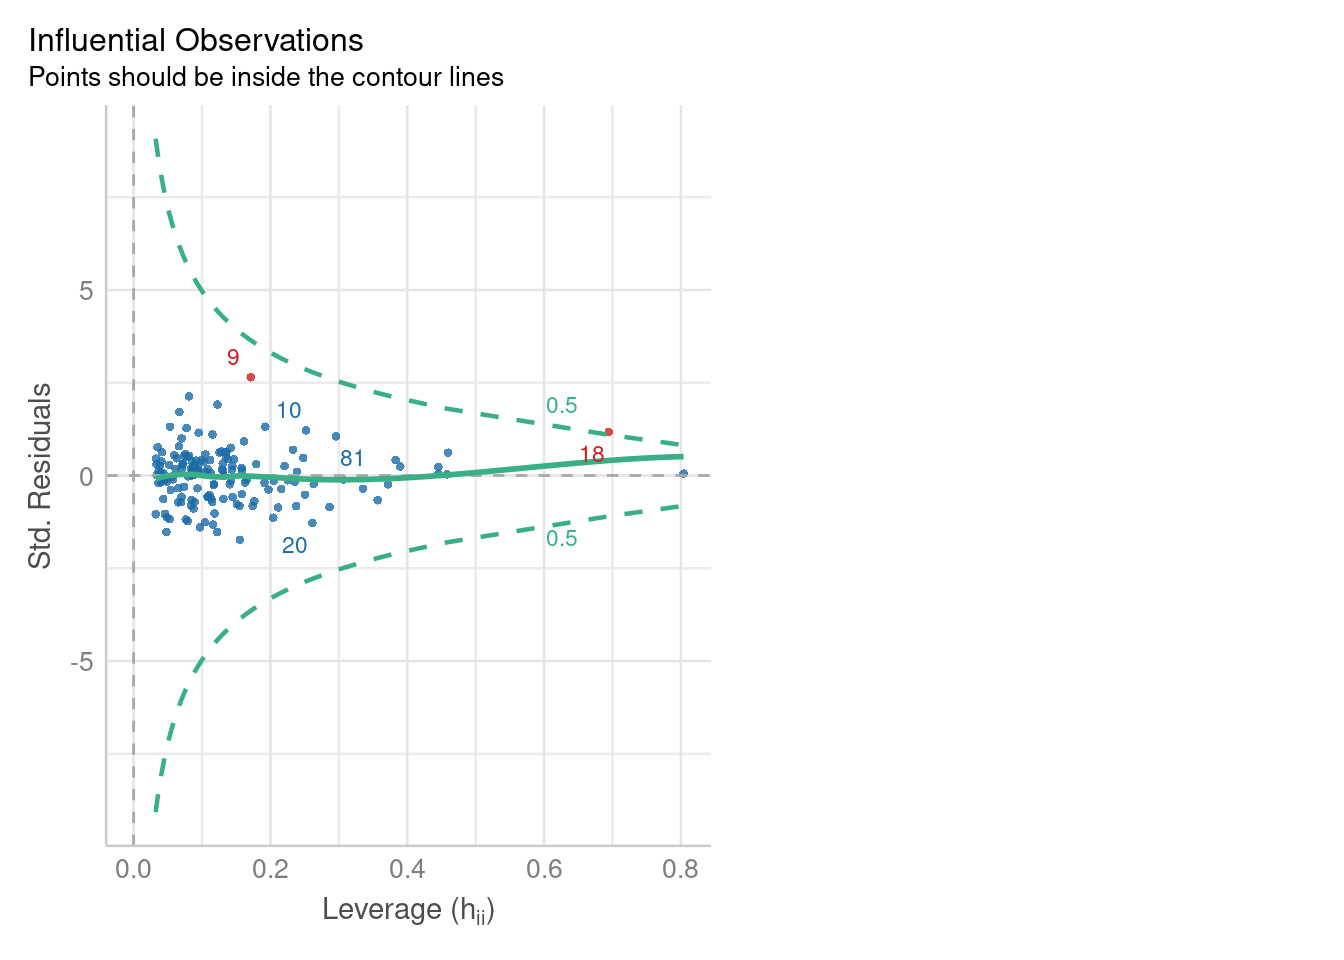 Influential Observations
Points should be inside the contour lines
5
0
-5
Std. Residuals
9
10
81
20
0.5
18
0.5
0.0 0.2 0.4 0.6 0.8
Leverage (hii)